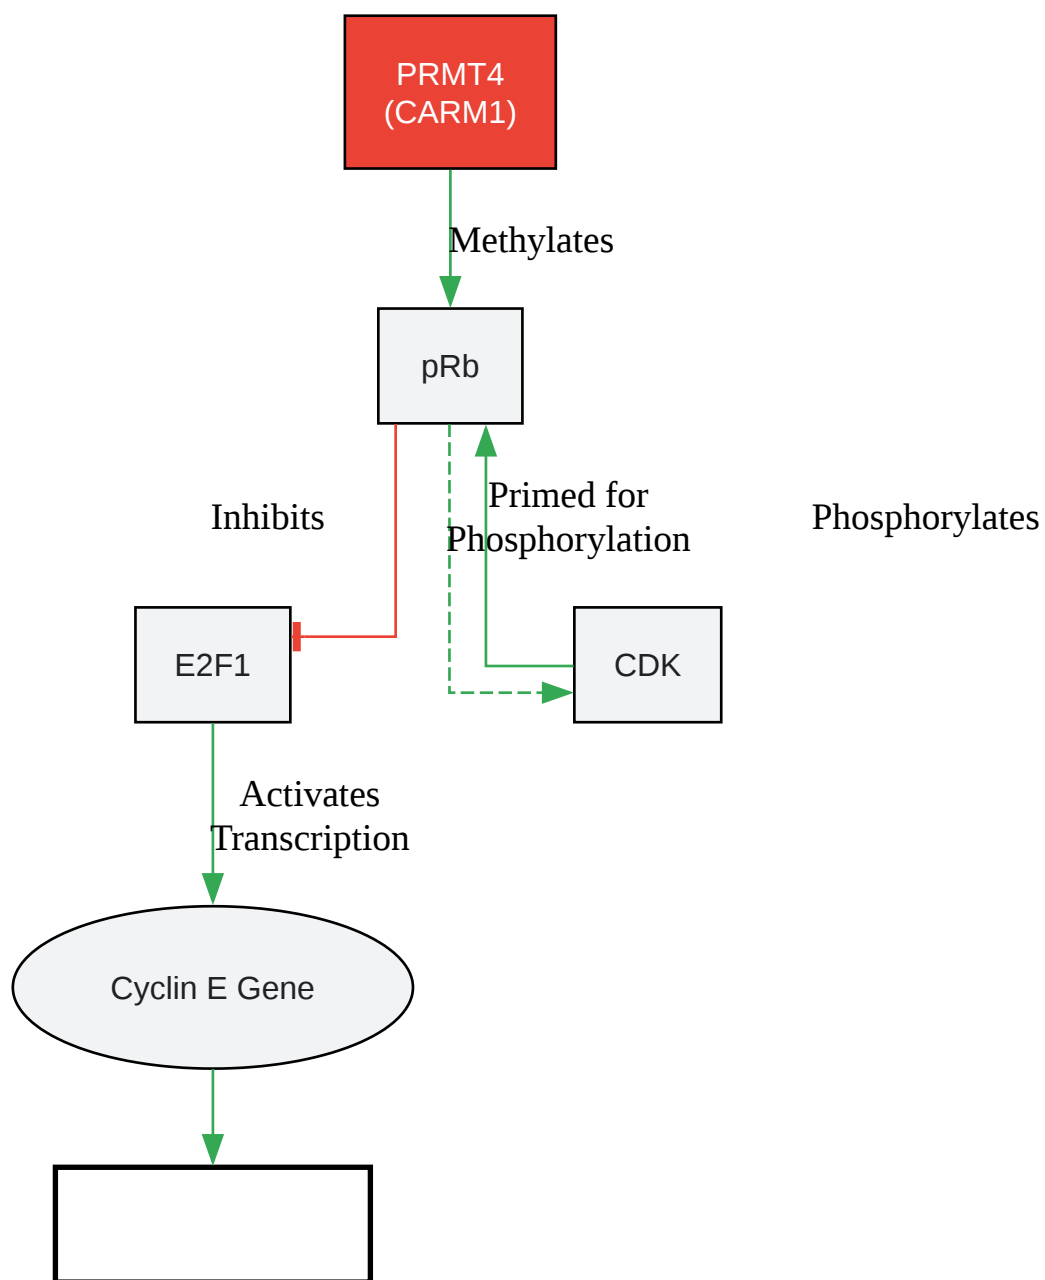 PRMT4
(CARM1)
Methylates
pRb
Inhibits
Primed for
Phosphorylation
Phosphorylates
E2F1
CDK
Activates
Transcription
Cyclin E Gene